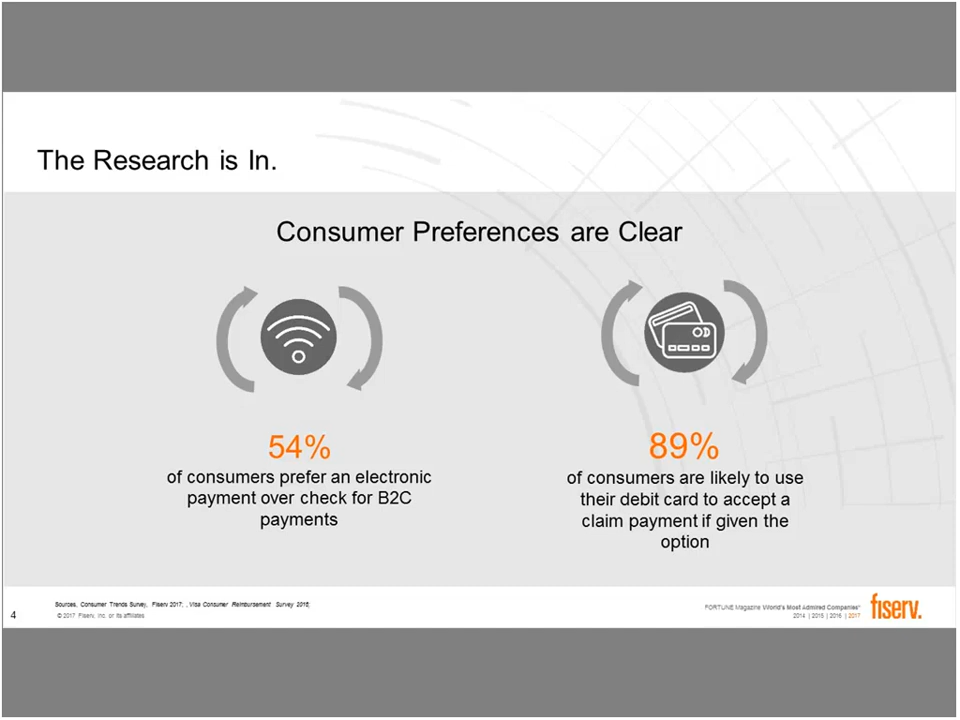 The Research is In.
Consumer Preferences are Clear
54%
of consumers prefer an electronic
payment over check for B2C
payments
89%
of consumers are likely to use
their debit card to accept a
claim payment if given the
option
Sources, Consumer Trends Survey, Fiserv 2017; , Visa Consumer Reimbursement Survey 2015;
4
© 2017 Fiserv, Inc. or its affiliates
FORTUNE Magazine World's Most Admired Companies®
2014 | 2015 | 2016 | 2017
fiserv.